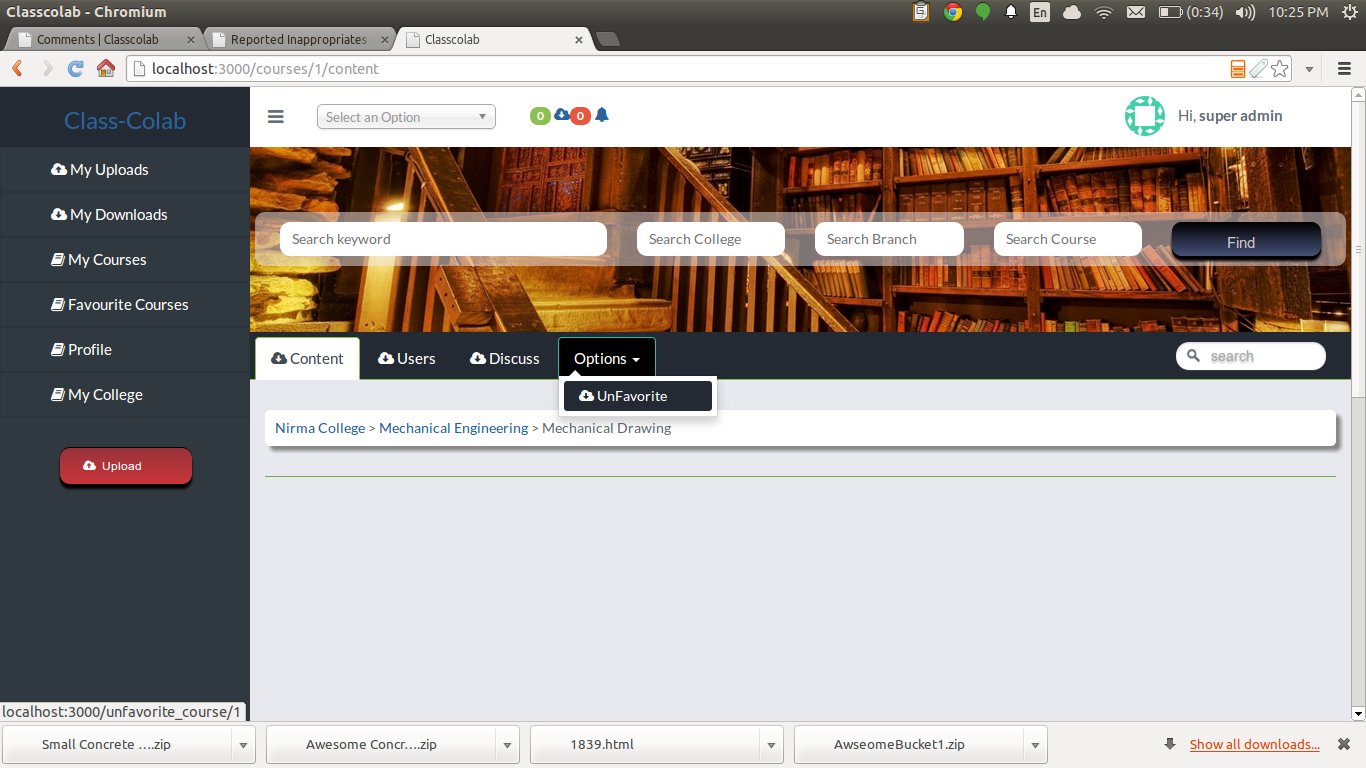 Classcolab - Chromium
En
(0:34)
10:25 PM
Comments | Classcolab
Reported Inappropriates
Classcolab
localhost:3000/courses/1/content
Class-Colab
Select an Option
0
0
Hi, super admin
My Uploads
My Downloads
My Courses
Favourite Courses
Profile
My College
Upload
Search keyword
Search College
Search Branch
Search Course
Find
Content
Users
Discuss
Options
search
UnFavorite
Nirma College > Mechanical Engineering > Mechanical Drawing
localhost:3000/unfavorite_course/1
Small Concrete ....zip
Awesome Concr....zip
1839.html
AwseomeBucket1.zip
Show all downloads...